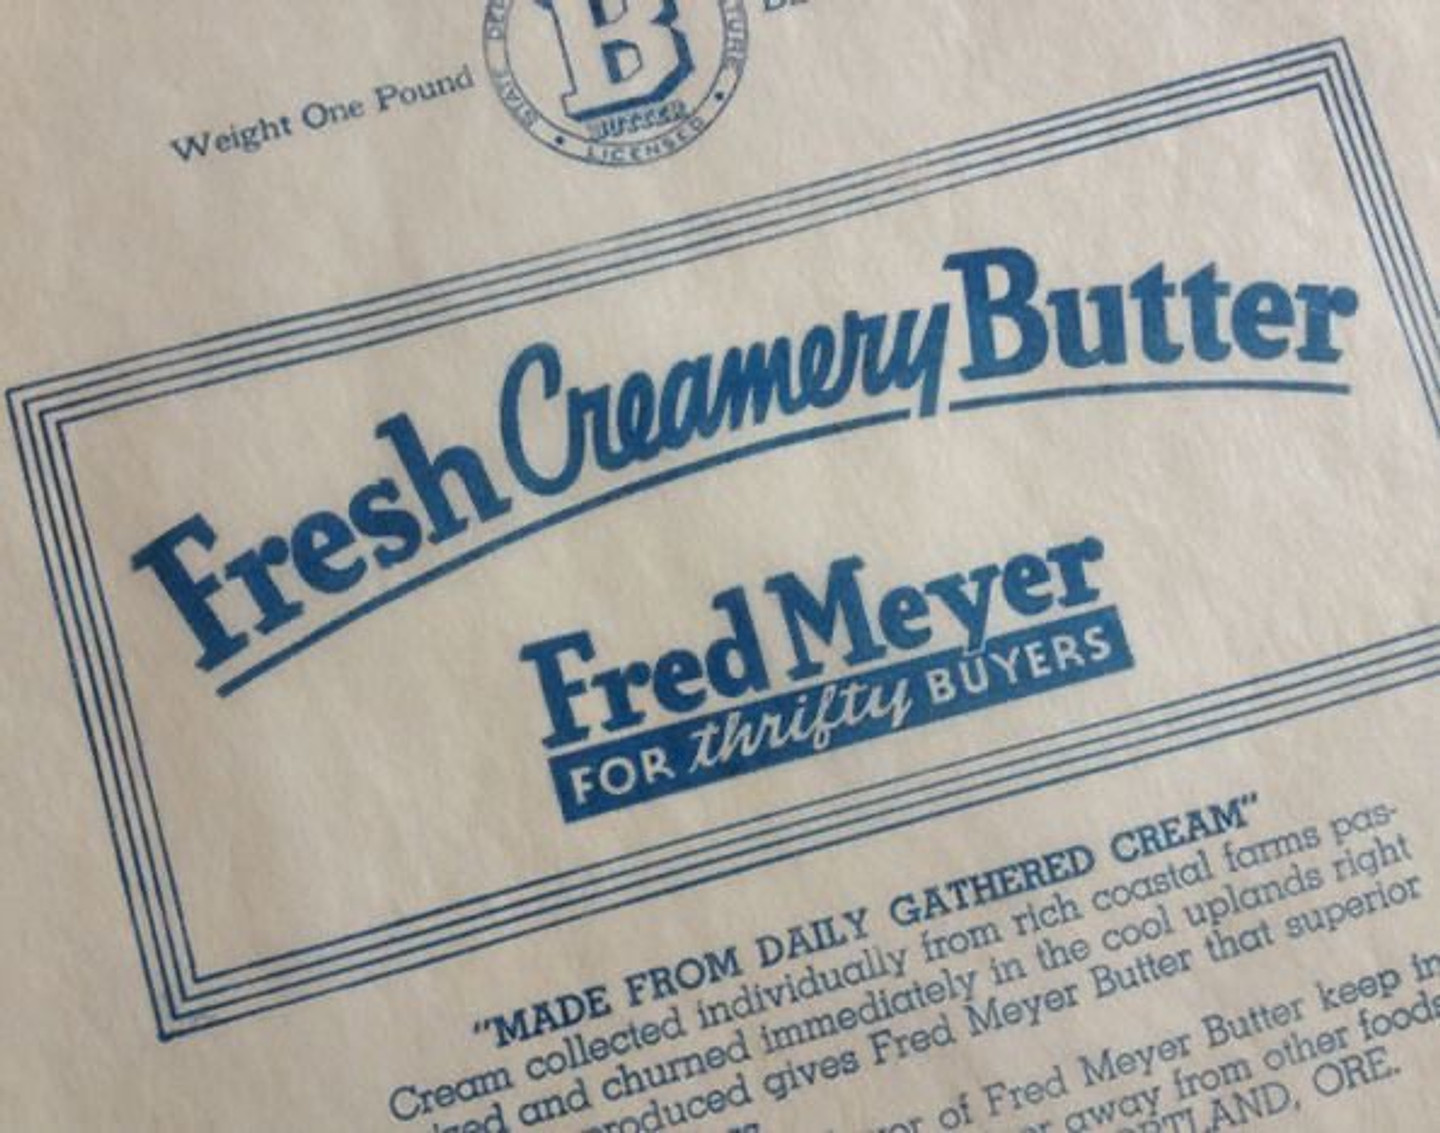 Weight One Pound
B
LICENSED
Fresh Creamery Butter
Fred Meyer
FOR thrifty BUYERS
"MADE FROM DAILY GATHERED CREAM"
Cream collected individually from rich coastal farms pas-
and churned immediately in the cool uplands right
produced gives Fred Meyer Butter that superior
of Fred Meyer Butter keep in
away from other foods
ORE.